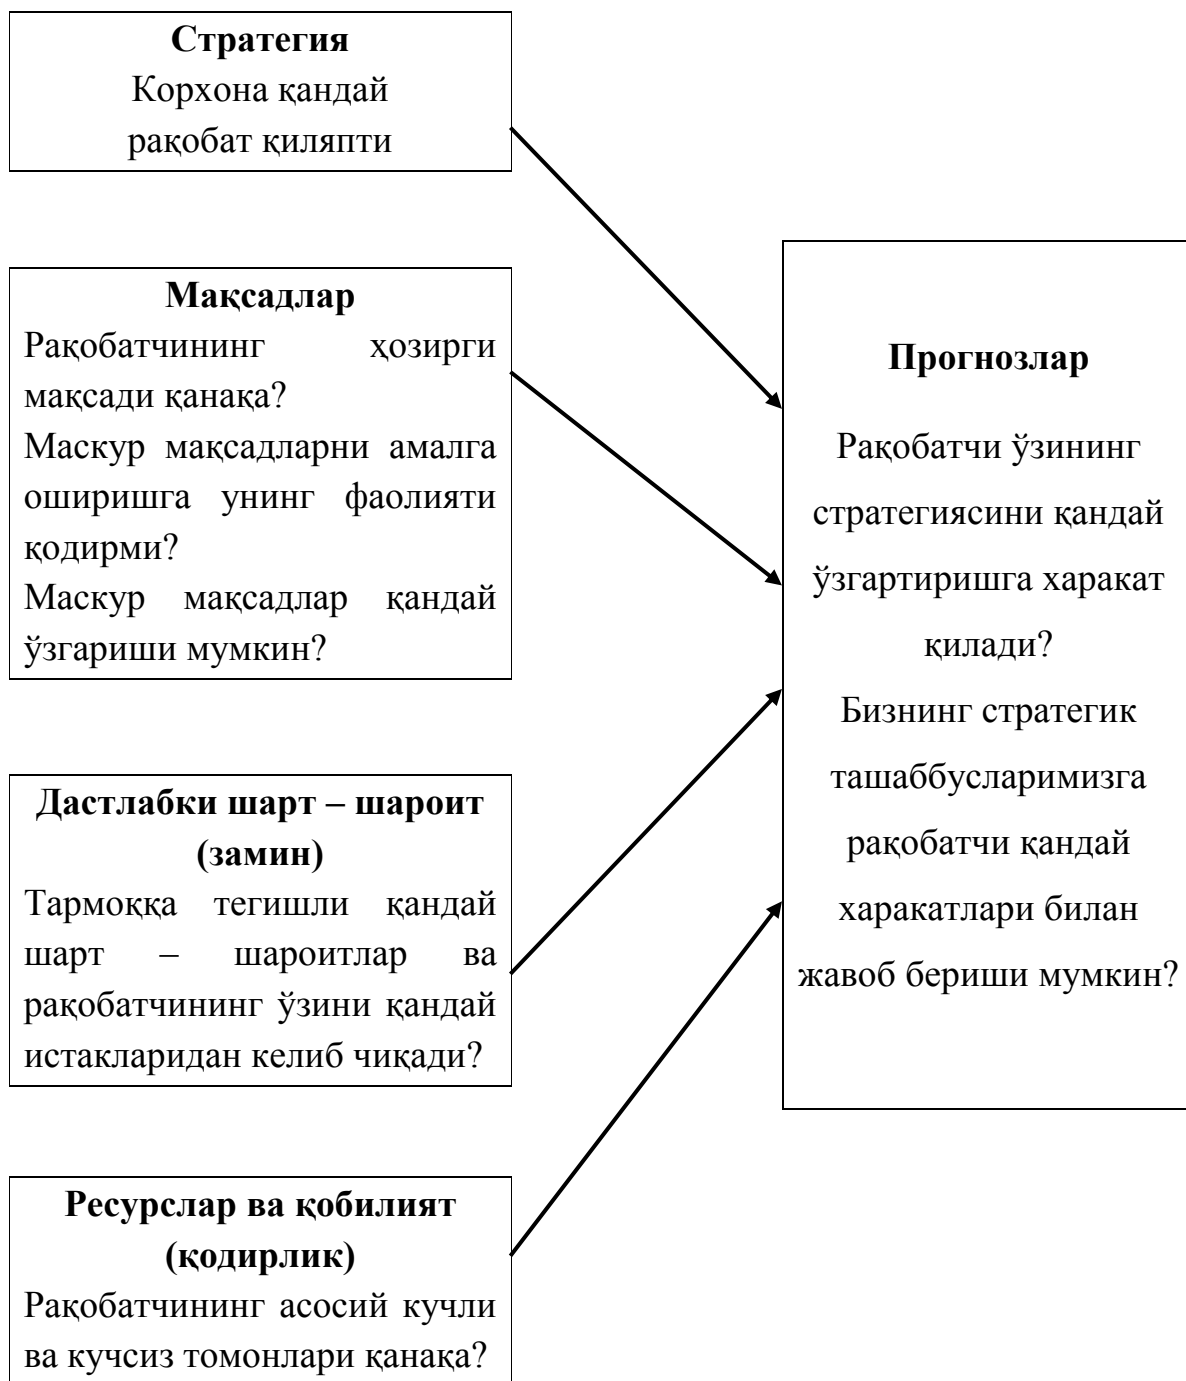 Стратегия
Корхона қандай
рақобат қиляпти
Мақсадлар
Рақобатчининг ҳозирги
мақсади қанақа?
Маскур мақсадларни амалга
оширишга унинг фаолияти
қодирми?
Маскур мақсадлар қандай
ўзгариши мумкин?
Дастлабки шарт – шароит
(замин)
Тармоққа тегишли қандай
шарт – шароитлар ва
рақобатчининг ўзини қандай
истакларидан келиб чиқади?
Ресурслар ва қобилият
(қодирлик)
Рақобатчининг асосий кучли
ва кучсиз томонлари қанақа?
Прогнозлар
Рақобатчи ўзининг
стратегиясини қандай
ўзгартиришга харакат
қилади?
Бизнинг стратегик
ташаббусларимизга
рақобатчи қандай
харакатлари билан
жавоб бериши мумкин?